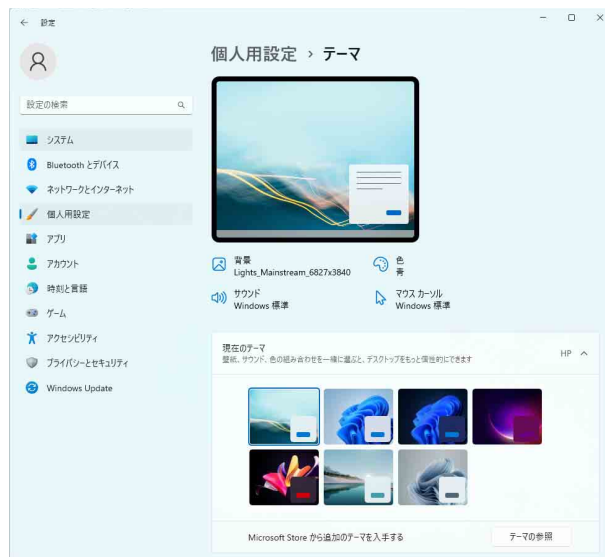 設定
個人用設定 › テーマ
設定の検索
システム
Bluetooth とデバイス
ネットワークとインターネット
個人用設定
アプリ
アカウント
時刻と言語
ゲーム
アクセシビリティ
プライバシーとセキュリティ
Windows Update
背景
Lights_Mainstream_6827x3840
色
青
サウンド
Windows 標準
マウス カーソル
Windows 標準
現在のテーマ
壁紙、サウンド、色の組み合わせを一緒に選ぶと、デスクトップをもっと個性的にできます
HP
Microsoft Store から追加のテーマを入手する
テーマの参照